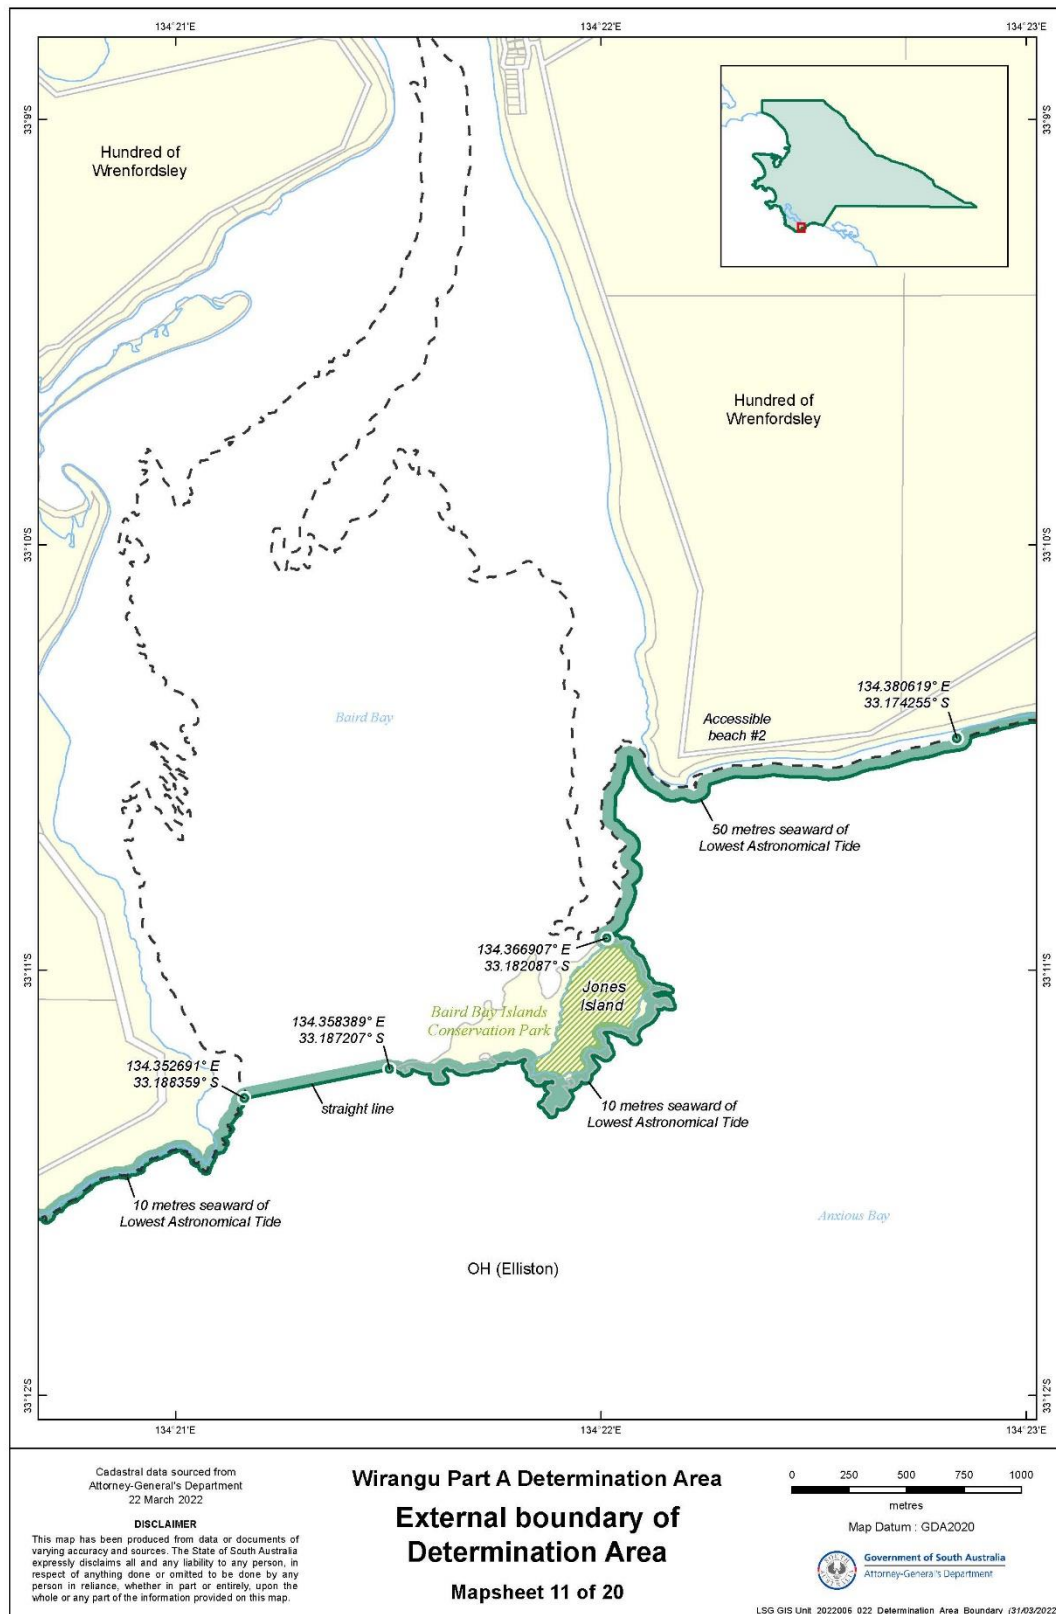 134°21'E
134°22'E
134°23'E
33°9'S
33°9'S
Hundred of
Wrenfordsley
Hundred of
Wrenfordsley
33°10'S
33°10'S
134.380619° E
33.174255° S
Baird Bay
Accessible
beach #2
50 metres seaward of
Lowest Astronomical Tide
134.366907° E
33.182087° S
33°11'S
33°11'S
Jones
Island
Baird Bay Islands
Conservation Park
134.358389° E
33.187207° S
134.352691° E
33.188359° S
straight line
10 metres seaward of
Lowest Astronomical Tide
10 metres seaward of
Lowest Astronomical Tide
Anxious Bay
OH (Elliston)
33°12'S
33°12'S
134°21'E
134°22'E
134°23'E
Cadastral data sourced from
Attorney-General's Department
22 March 2022
DISCLAIMER
This map has been produced from data or documents of
varying accuracy and sources. The State of South Australia
expressly disclaims all and any liability to any person, in
respect of anything done or omitted to be done by any
person in reliance, whether in part or entirely, upon the
whole or any part of the information provided on this map.
Wirangu Part A Determination Area
External boundary of
Determination Area
Mapsheet 11 of 20
0 250 500 750 1000
metres
Map Datum : GDA2020
Government of South Australia
Attorney-General's Department
LSG GIS Unit 2022006_022_Determination_Area_Boundary (31/03/2022